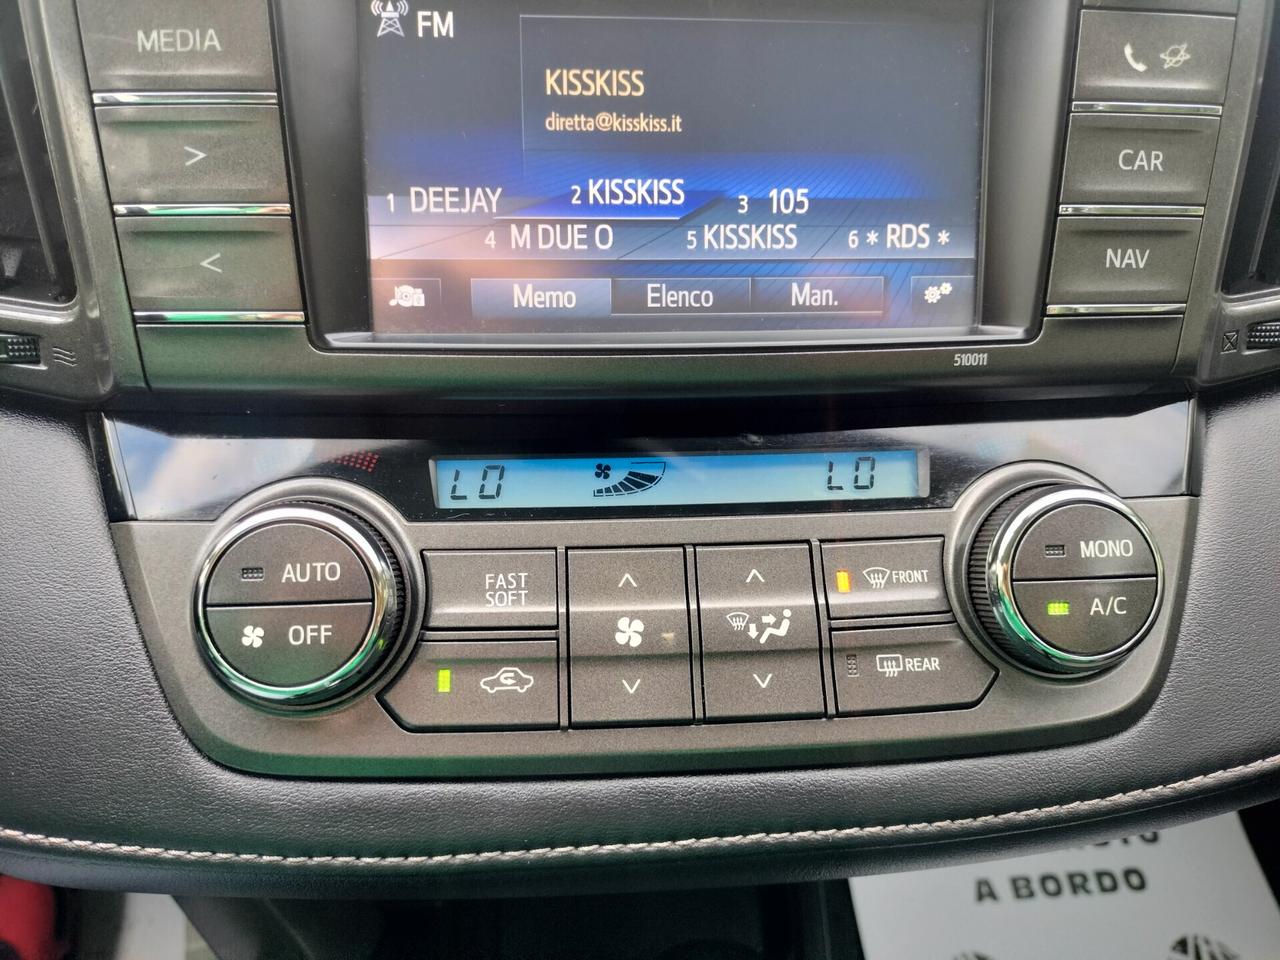 MEDIA
FM
KISSKISS
diretta@kisskiss.it
>
CAR
1 DEEJAY 2 KISSKISS 3 105
4 M DUE O 5 KISSKISS 6 * RDS *
<
NAV
Memo Elenco Man.
510011
LO LO
AUTO
OFF
FAST
SOFT
FRONT
REAR
MONO
A/C
A BORDO